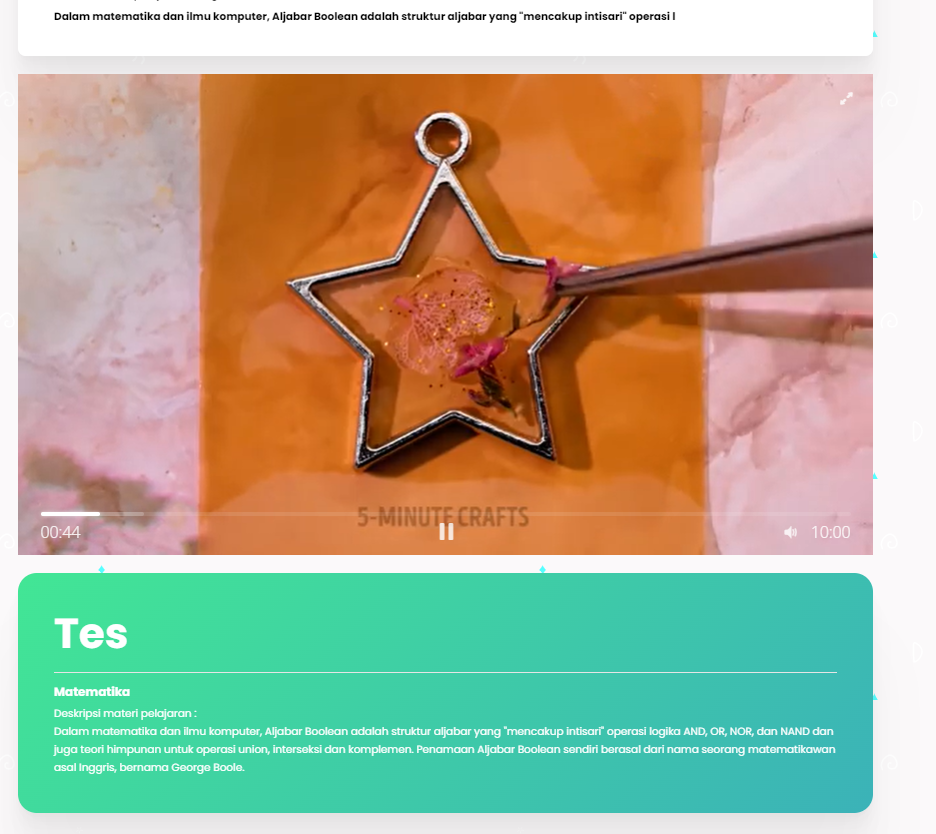 Dalam matematika dan ilmu komputer, Aljabar Boolean adalah struktur aljabar yang "mencakup intisari" operasi l
5-MINUTE CRAFTS
00:44
10:00
Tes
Matematika
Deskripsi materi pelajaran :
Dalam matematika dan ilmu komputer, Aljabar Boolean adalah struktur aljabar yang "mencakup intisari" operasi logika AND, OR, NOR, dan NAND dan
juga teori himpunan untuk operasi union, interseksi dan komplemen. Penamaan Aljabar Boolean sendiri berasal dari nama seorang matematikawan
asal Inggris, bernama George Boole.